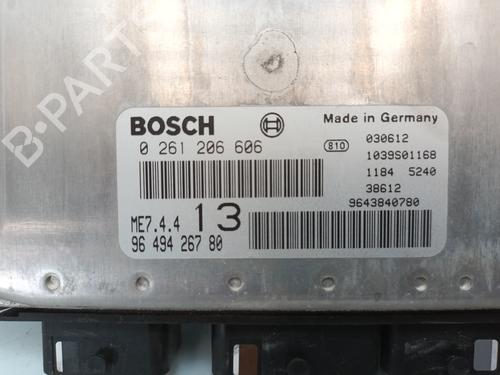 B-PARTS
BOSCH
Made in Germany
0 261 206 606
810
030612
1039S01168
1184 5240
38612
9643840780
ME7.4.4 13
96 494 267 80